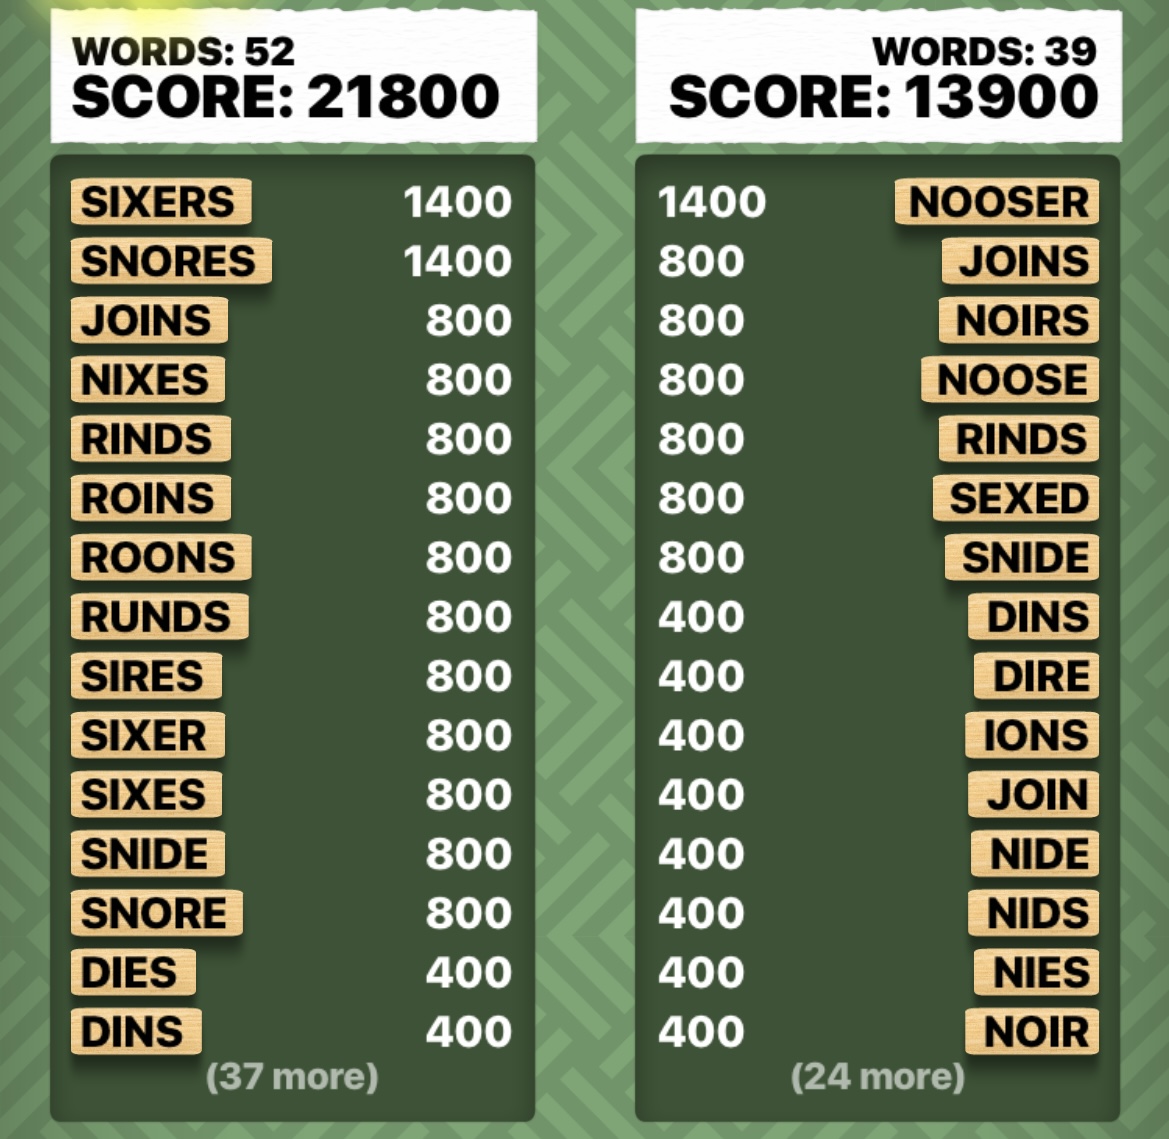 WORDS: 52
SCORE: 21800
SIXERS 1400
SNORES 1400
JOINS 800
NIXES 800
RINDS 800
ROINS 800
ROONS 800
RUNDS 800
SIRES 800
SIXER 800
SIXES 800
SNIDE 800
SNORE 800
DIES 400
DINS 400
(37 more)
WORDS: 39
SCORE: 13900
1400 NOOSER
800 JOINS
800 NOIRS
800 NOOSE
800 RINDS
800 SEXED
800 SNIDE
400 DINS
400 DIRE
400 IONS
400 JOIN
400 NIDE
400 NIDS
400 NIES
400 NOIR
(24 more)